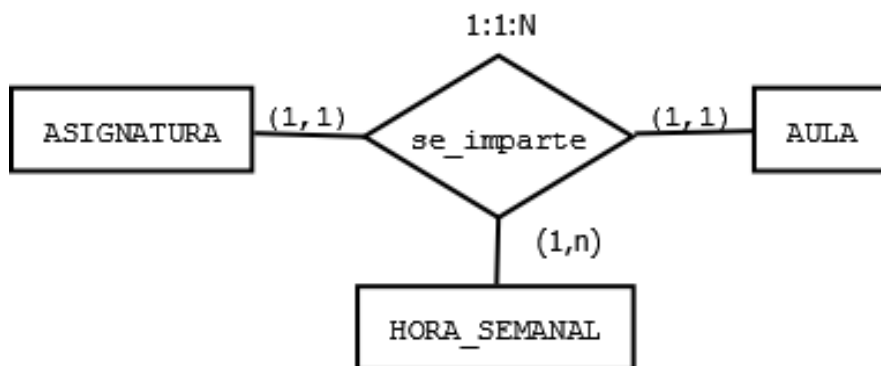 1:1:N
ASIGNATURA
(1,1)
se_imparte
(1,1)
AULA
(1,n)
HORA_SEMANAL